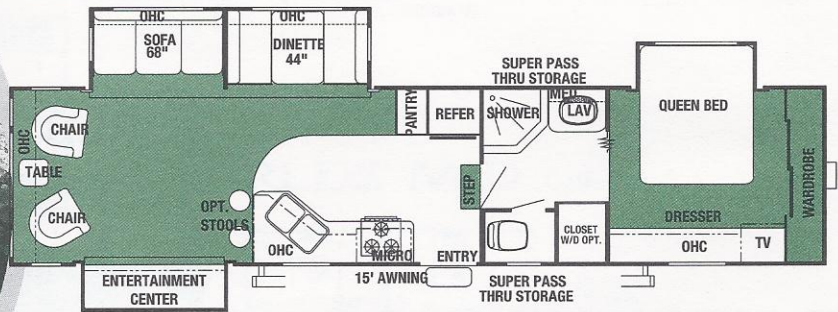 OHC
SOFA
68"
OHC
DINETTE
44"
SUPER PASS
THRU STORAGE
MED
LAV
SHOWER
QUEEN BED
PANTRY
REFER
CHAIR
OHC
TABLE
CHAIR
OPT.
STOOLS
STEP
WARDROBE
DRESSER
OHC
TV
CLOSET
W/D OPT.
OHC
MICRO
ENTRY
15' AWNING
ENTERTAINMENT
CENTER
SUPER PASS
THRU STORAGE